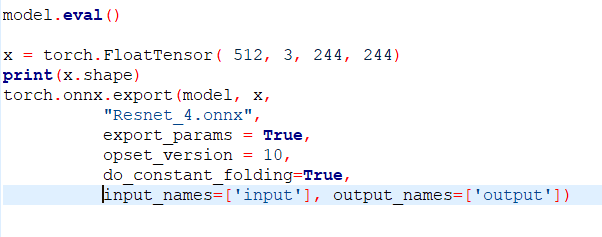 model.eval()
x = torch.FloatTensor( 512, 3, 244, 244)
print(x.shape)
torch.onnx.export(model, x,
"Resnet_4.onnx",
export_params = True,
opset_version = 10,
do_constant_folding=True,
input_names=['input'], output_names=['output'])